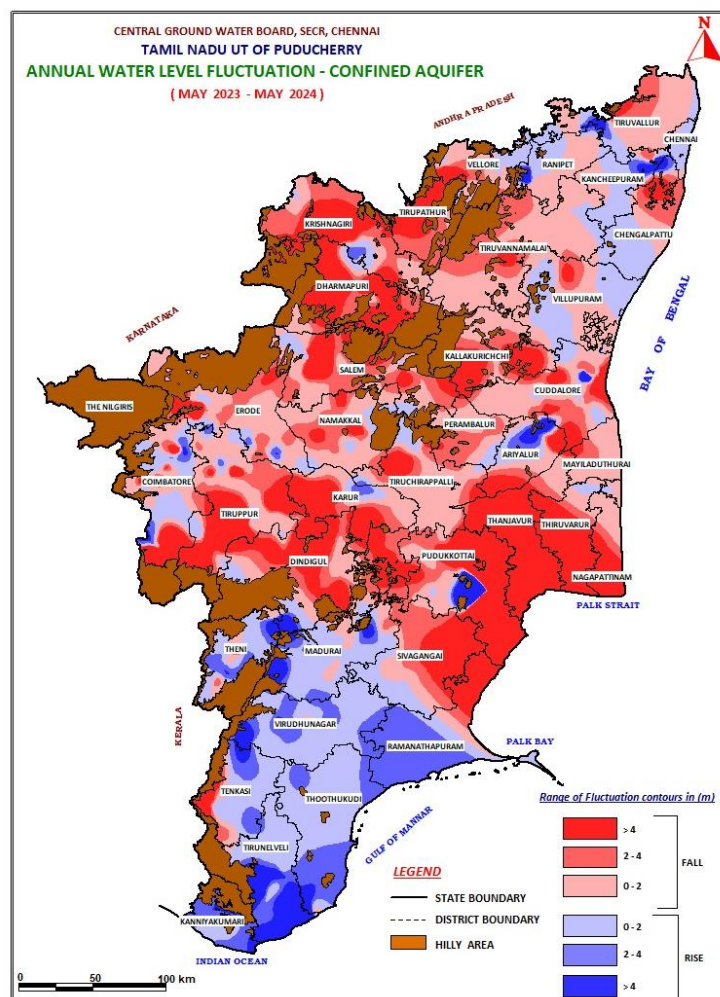 CENTRAL GROUND WATER BOARD, SECR, CHENNAI
TAMIL NADU UT OF PUDUCHERRY
ANNUAL WATER LEVEL FLUCTUATION - CONFINED AQUIFER
( MAY 2023 - MAY 2024 )
N
ANDHRA PRADESH
TIRUVALLUR
CHENNAI
VELLORE
RANIPET
KANCHEEPURAM
TIRUPATHUR
KRISHNAGIRI
CHENGALPATTU
TIRUVANNAMALAI
DHARMAPURI
VILLUPURAM
KARNATAKA
BAY OF BENGAL
KALLAKURICHCHI
SALEM
CUDDALORE
THE NILGIRIS
ERODE
NAMAKKAL
PERAMBALUR
ARIYALUR
MAYILADUTHURAI
COIMBATORE
TIRUCHIRAPPALLI
KARUR
TIRUPPUR
THANJAVUR
THIRUVARUR
DINDIGUL
PUDUKKOTTAI
NAGAPATTINAM
PALK STRAIT
THENI
MADURAI
SIVAGANGAI
KERALA
VIRUDHUNAGAR
RAMANATHAPURAM
PALK BAY
TENKASI
THOOTHUKUDI
GULF OF MANNAR
TIRUNELVELI
KANNIYAKUMARI
INDIAN OCEAN
0 50 100 km
LEGEND
STATE BOUNDARY
DISTRICT BOUNDARY
HILLY AREA
Range of Fluctuation contours in (m)
> 4
2 - 4
0 - 2
FALL
0 - 2
2 - 4
> 4
RISE